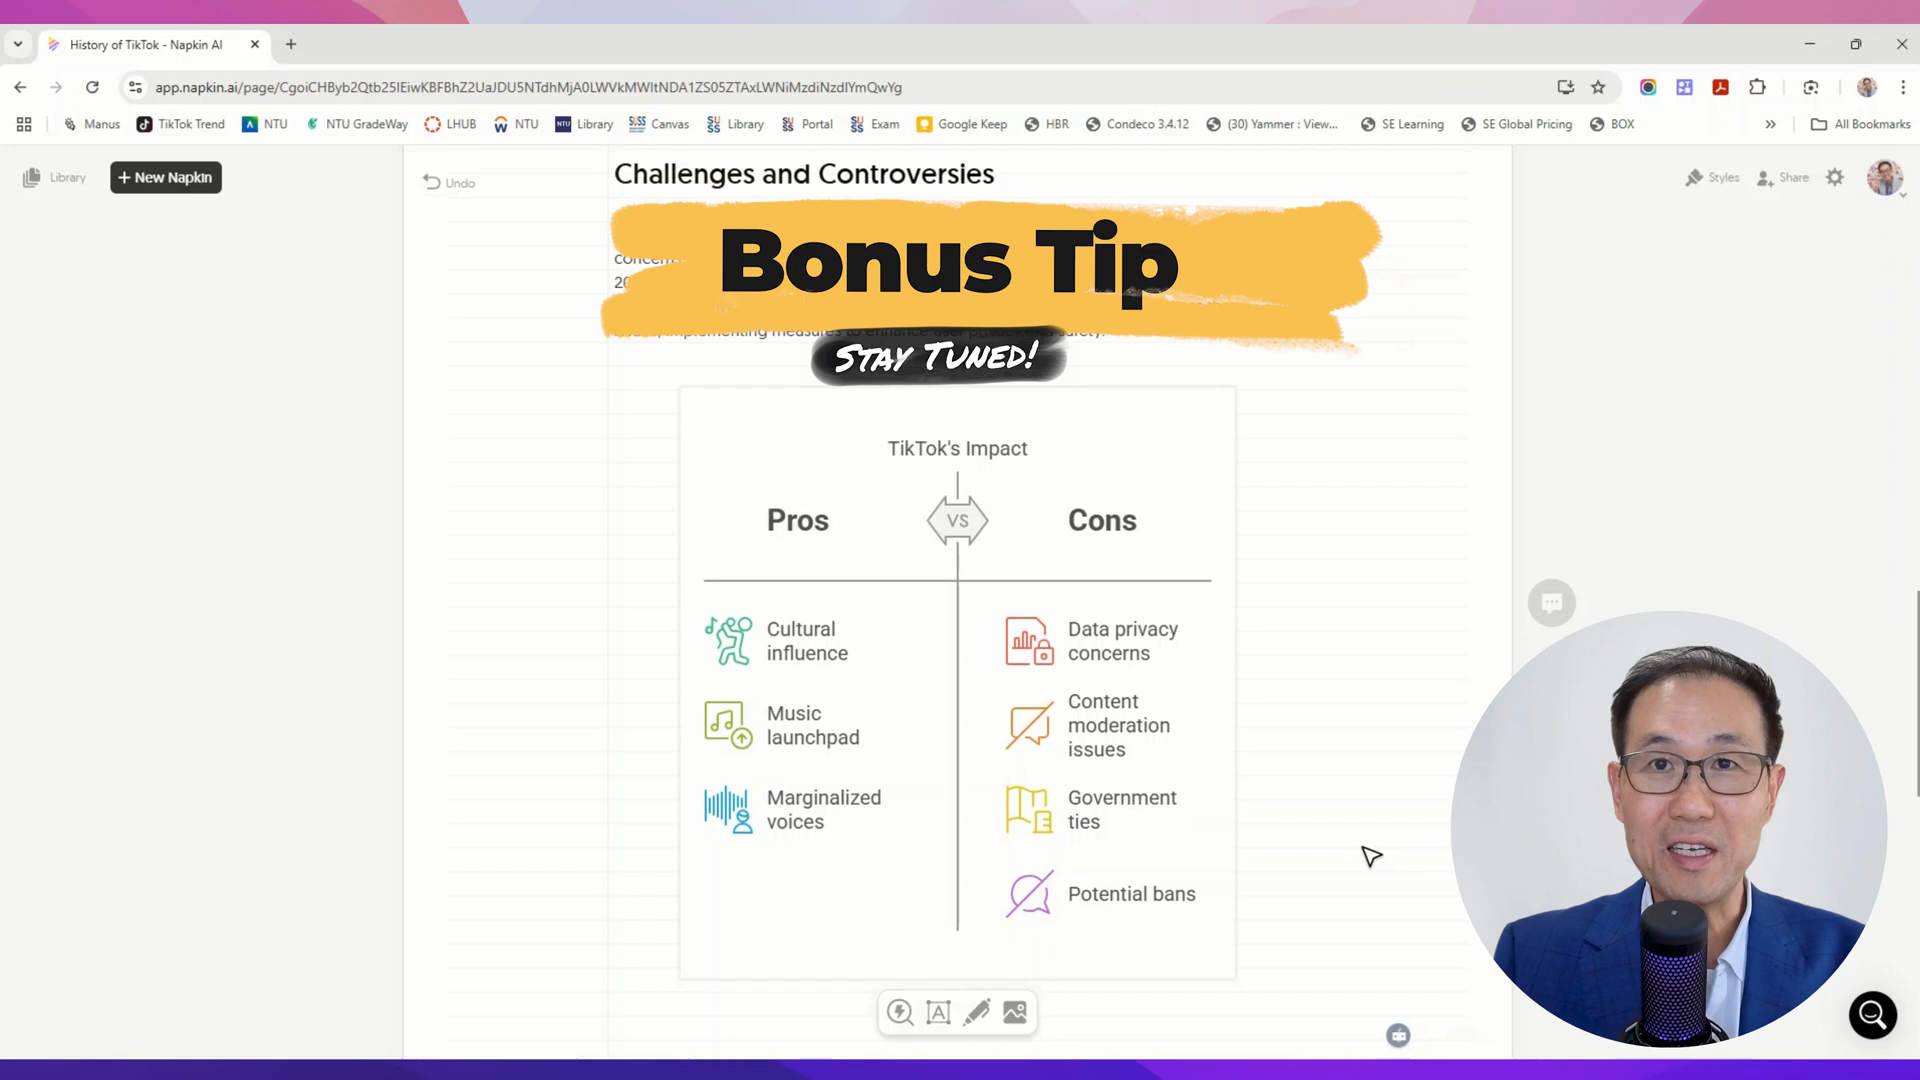 History of TikTok - Napkin AI
app.napkin.ai/page/CgoiCHByb2Qtb25lEiwKBFBhZ2UaJDU5NTdhMjA0LWVkMWItNDA1ZS05ZTAxLWNiMzdiNzdlYmQwYg
Manus TikTok Trend NTU NTU GradeWay LHUB NTU Library Canvas Library Portal Exam Google Keep HBR Condeco 3.4.12 (30) Yammer : View... SE Learning SE Global Pricing BOX All Bookmarks
Library
+ New Napkin
Undo
Challenges and Controversies
Styles
Share
Bonus Tip
STAY TUNED!
TikTok's Impact
Pros
VS
Cons
Cultural
influence
Data privacy
concerns
Music
launchpad
Content
moderation
issues
Marginalized
voices
Government
ties
Potential bans